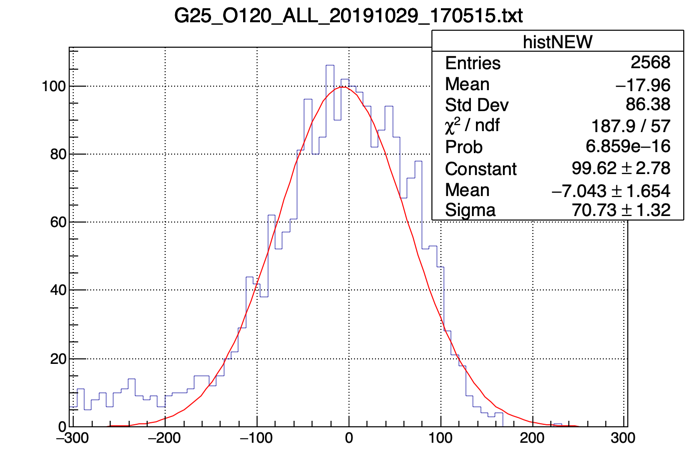 G25_O120_ALL_20191029_170515.txt
histNEW
Entries 2568
Mean −17.96
Std Dev 86.38
χ² / ndf 187.9 / 57
Prob 6.859e−16
Constant 99.62 ± 2.78
Mean −7.043 ± 1.654
Sigma 70.73 ± 1.32
100
80
60
40
20
0
−300 −200 −100 0 100 200 300